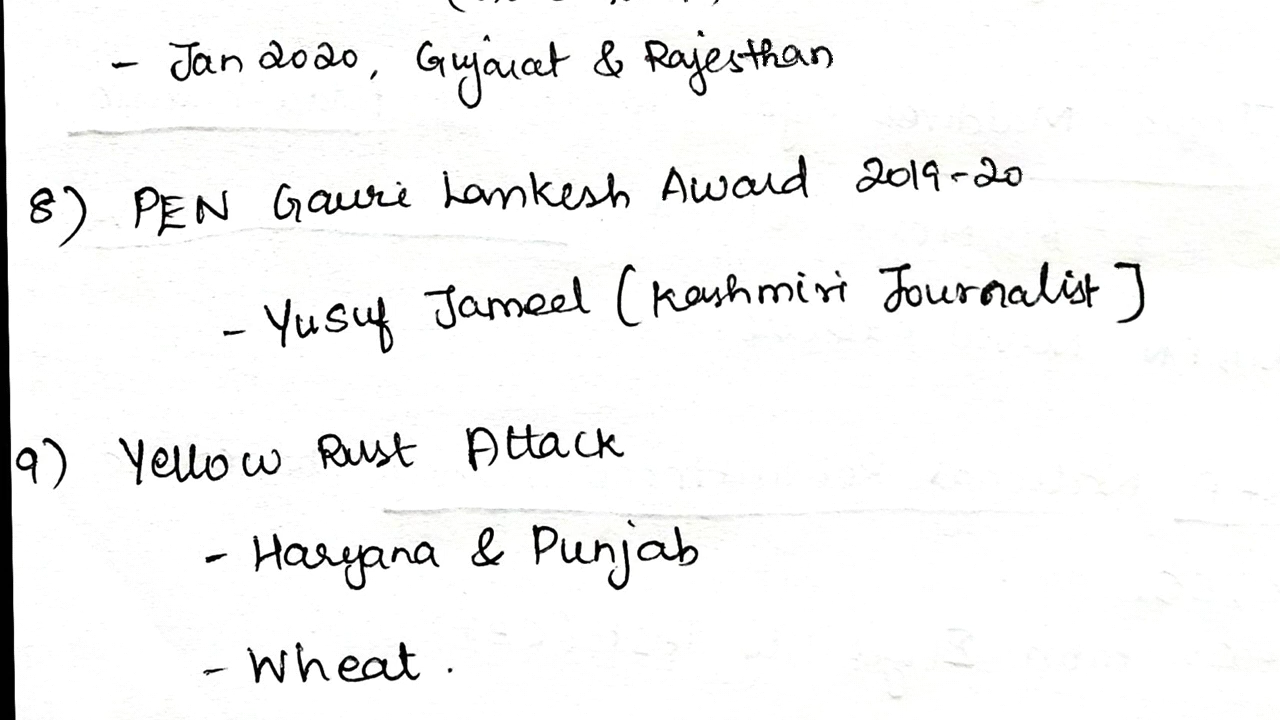 - Jan 2020, Gujarat & Rajesthan
8) PEN Gauri Lankesh Award 2019-20
- Yusuf Jameel (Kashmiri Journalist]
9) Yellow Rust Attack
- Haryana & Punjab
- Wheat.